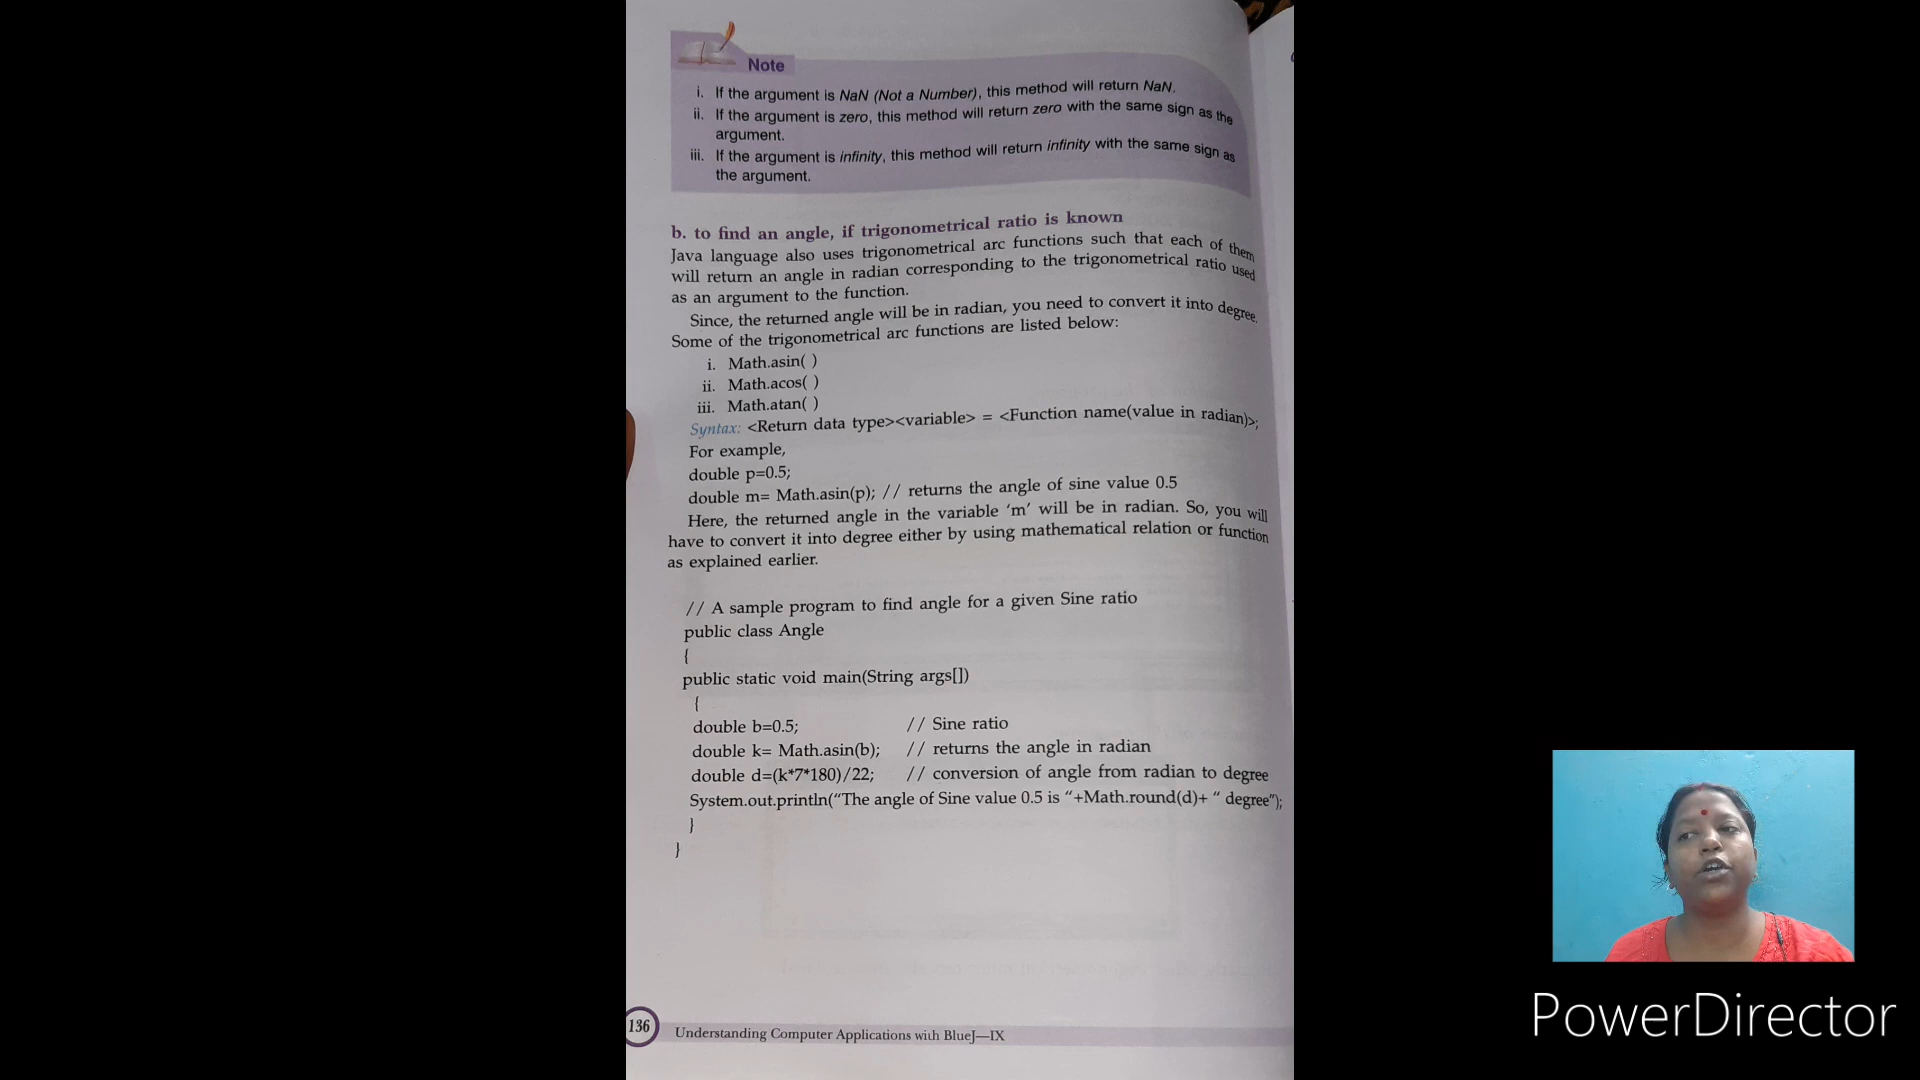 Note
i. If the argument is NaN (Not a Number), this method will return NaN.
ii. If the argument is zero, this method will return zero with the same sign as the
argument.
iii. If the argument is infinity, this method will return infinity with the same sign as
the argument.
b. to find an angle, if trigonometrical ratio is known
Java language also uses trigonometrical arc functions such that each of them
will return an angle in radian corresponding to the trigonometrical ratio used
as an argument to the function.
Since, the returned angle will be in radian, you need to convert it into degree.
Some of the trigonometrical arc functions are listed below:
i. Math.asin( )
ii. Math.acos( )
iii. Math.atan( )
Syntax: <Return data type><variable> = <Function name(value in radian)>;
For example,
double p=0.5;
double m= Math.asin(p); // returns the angle of sine value 0.5
Here, the returned angle in the variable ‘m’ will be in radian. So, you will
have to convert it into degree either by using mathematical relation or function
as explained earlier.
// A sample program to find angle for a given Sine ratio
public class Angle
{
public static void main(String args[])
{
double b=0.5; // Sine ratio
double k= Math.asin(b); // returns the angle in radian
double d=(k*7*180)/22; // conversion of angle from radian to degree
System.out.println(“The angle of Sine value 0.5 is “+Math.round(d)+ “ degree”);
}
}
136 Understanding Computer Applications with BlueJ—IX
PowerDirector